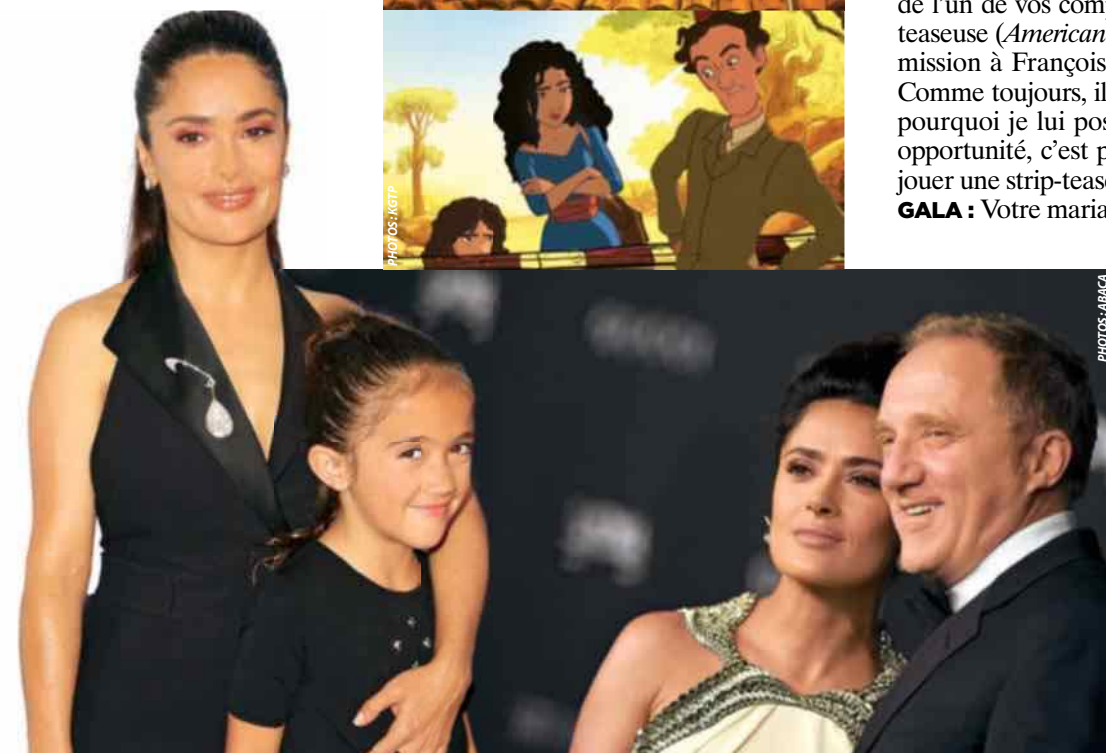 de l'un de vos com
teaseuse (American
mission à François
Comme toujours, il
pourquoi je lui pos
opportunité, c'est p
jouer une strip-teas
GALA : Votre maria
PHOTOS : KGTP
PHOTOS : ABACA